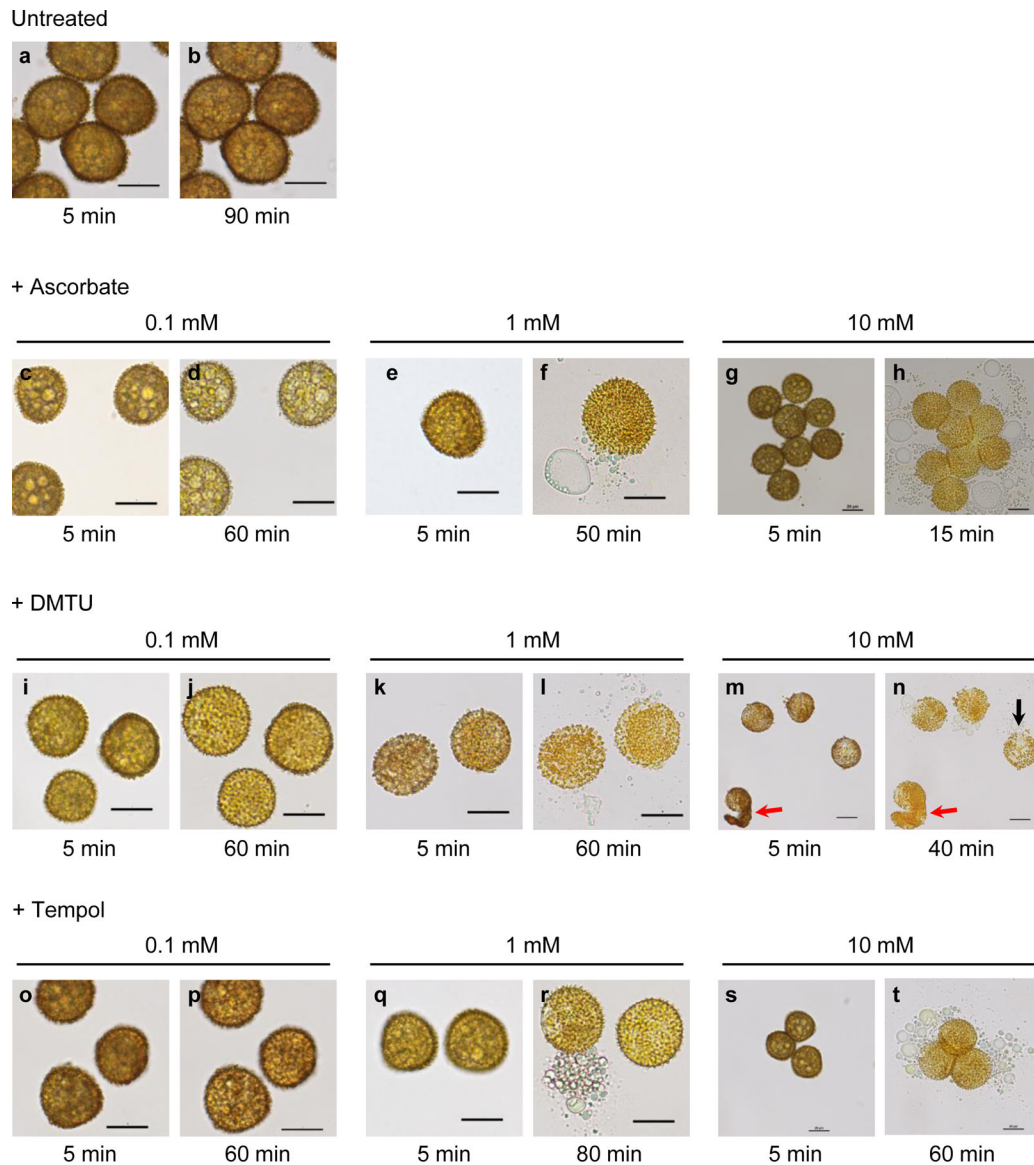 Untreated
a b
5 min 90 min
+ Ascorbate
0.1 mM 1 mM 10 mM
c d e f g h
5 min 60 min 5 min 50 min 5 min 15 min
+ DMTU
0.1 mM 1 mM 10 mM
i j k l m n
5 min 60 min 5 min 60 min 5 min 40 min
+ Tempol
0.1 mM 1 mM 10 mM
o p q r s t
5 min 60 min 5 min 80 min 5 min 60 min